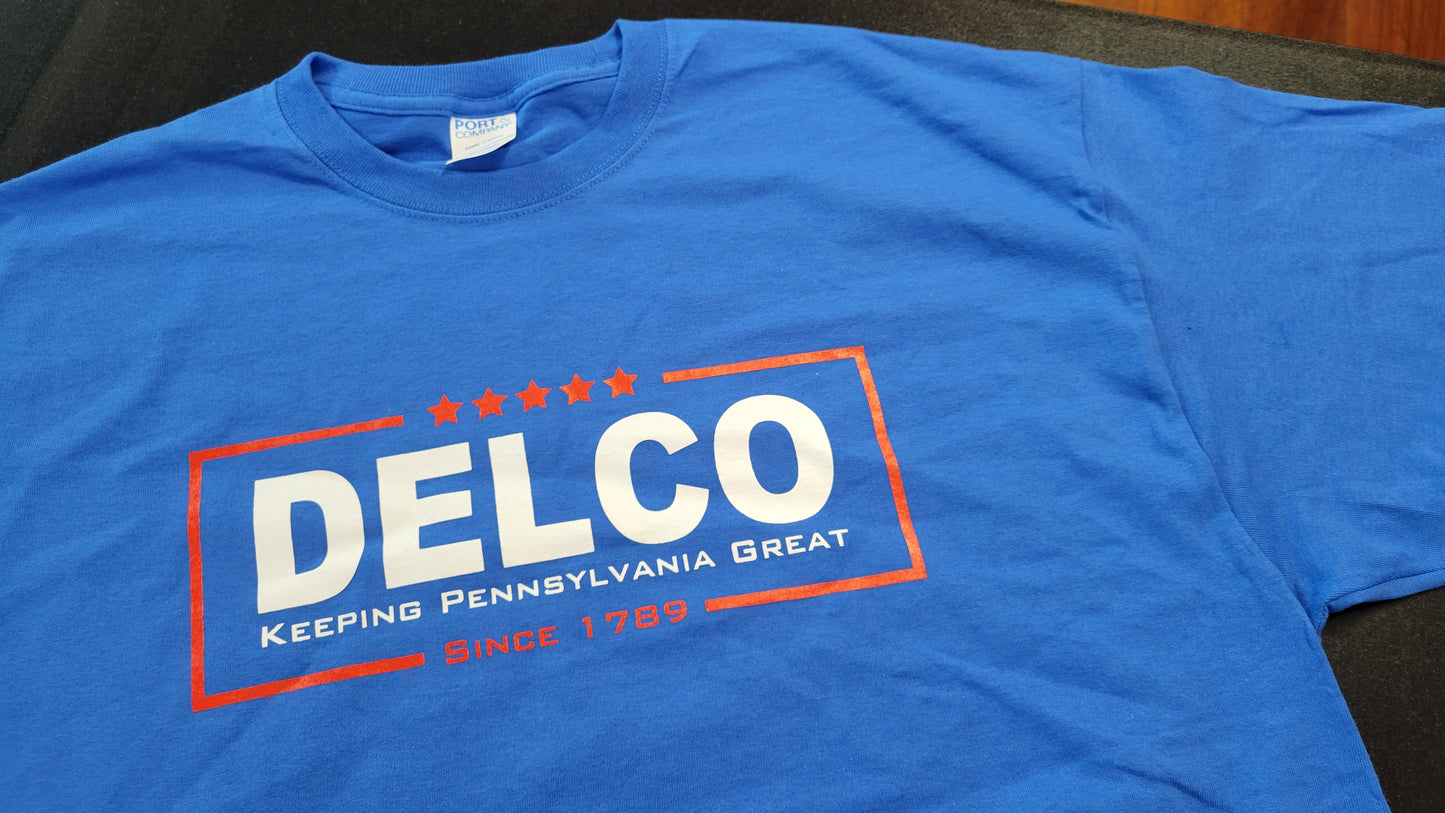 PORT &
COMPANY
DELCO
KEEPING PENNSYLVANIA GREAT
SINCE 1789